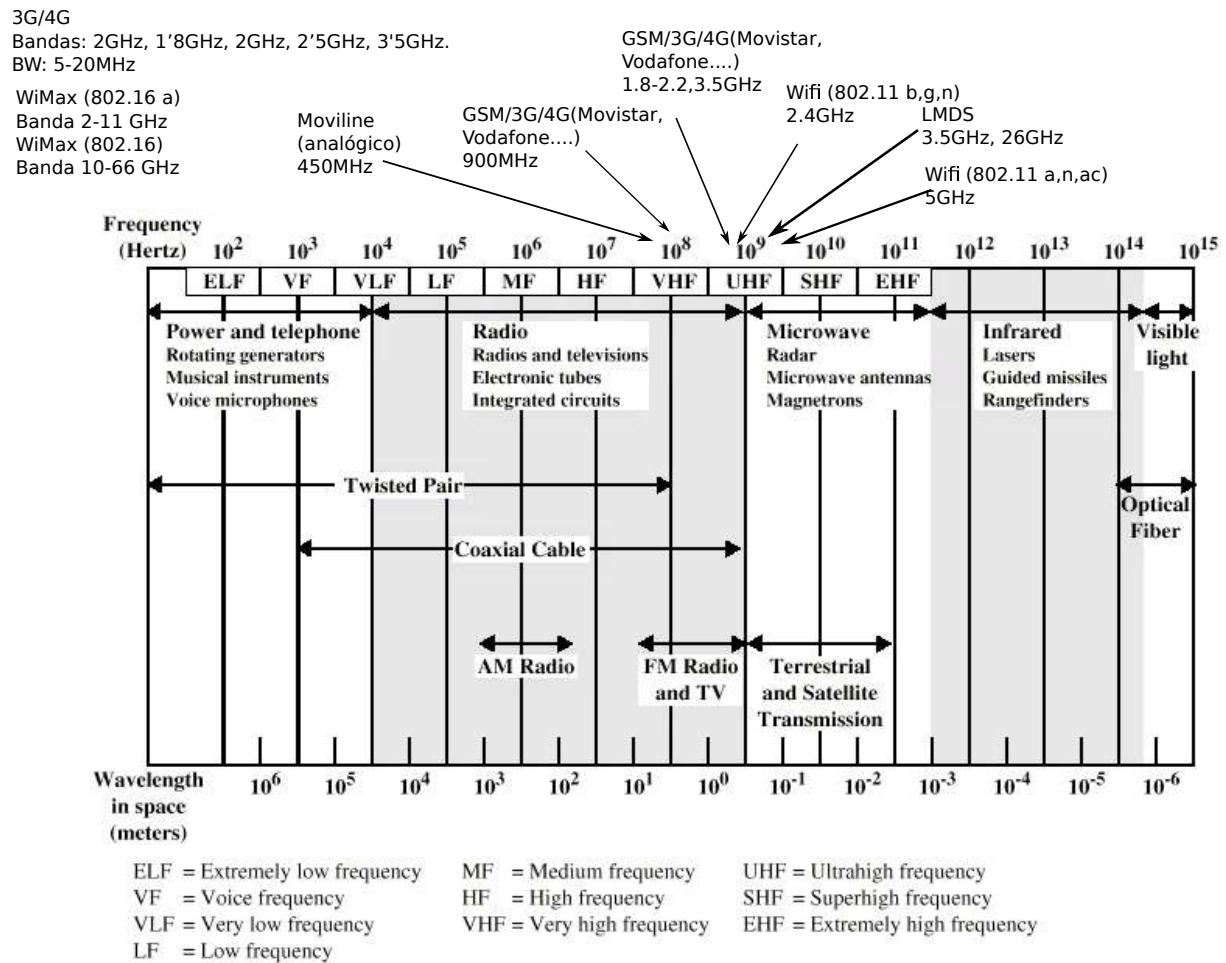 3G/4G
Bandas: 2GHz, 1’8GHz, 2GHz, 2’5GHz, 3'5GHz.
BW: 5-20MHz
WiMax (802.16 a)
Banda 2-11 GHz
WiMax (802.16)
Banda 10-66 GHz
Moviline
(analógico)
450MHz
GSM/3G/4G(Movistar,
Vodafone....)
900MHz
GSM/3G/4G(Movistar,
Vodafone....)
1.8-2.2,3.5GHz
Wifi (802.11 b,g,n)
2.4GHz
LMDS
3.5GHz, 26GHz
Wifi (802.11 a,n,ac)
5GHz
Frequency
(Hertz) 10² 10³ 10⁴ 10⁵ 10⁶ 10⁷ 10⁸ 10⁹ 10¹⁰ 10¹¹ 10¹² 10¹³ 10¹⁴ 10¹⁵
ELF VF VLF LF MF HF VHF UHF SHF EHF
Power and telephone
Rotating generators
Musical instruments
Voice microphones
Radio
Radios and televisions
Electronic tubes
Integrated circuits
Microwave
Radar
Microwave antennas
Magnetrons
Infrared
Lasers
Guided missiles
Rangefinders
Visible
light
Twisted Pair
Optical
Fiber
Coaxial Cable
AM Radio
FM Radio
and TV
Terrestrial
and Satellite
Transmission
Wavelength
in space
(meters)
10⁶ 10⁵ 10⁴ 10³ 10² 10¹ 10⁰ 10⁻¹ 10⁻² 10⁻³ 10⁻⁴ 10⁻⁵ 10⁻⁶
ELF = Extremely low frequency
VF = Voice frequency
VLF = Very low frequency
LF = Low frequency
MF = Medium frequency
HF = High frequency
VHF = Very high frequency
UHF = Ultrahigh frequency
SHF = Superhigh frequency
EHF = Extremely high frequency